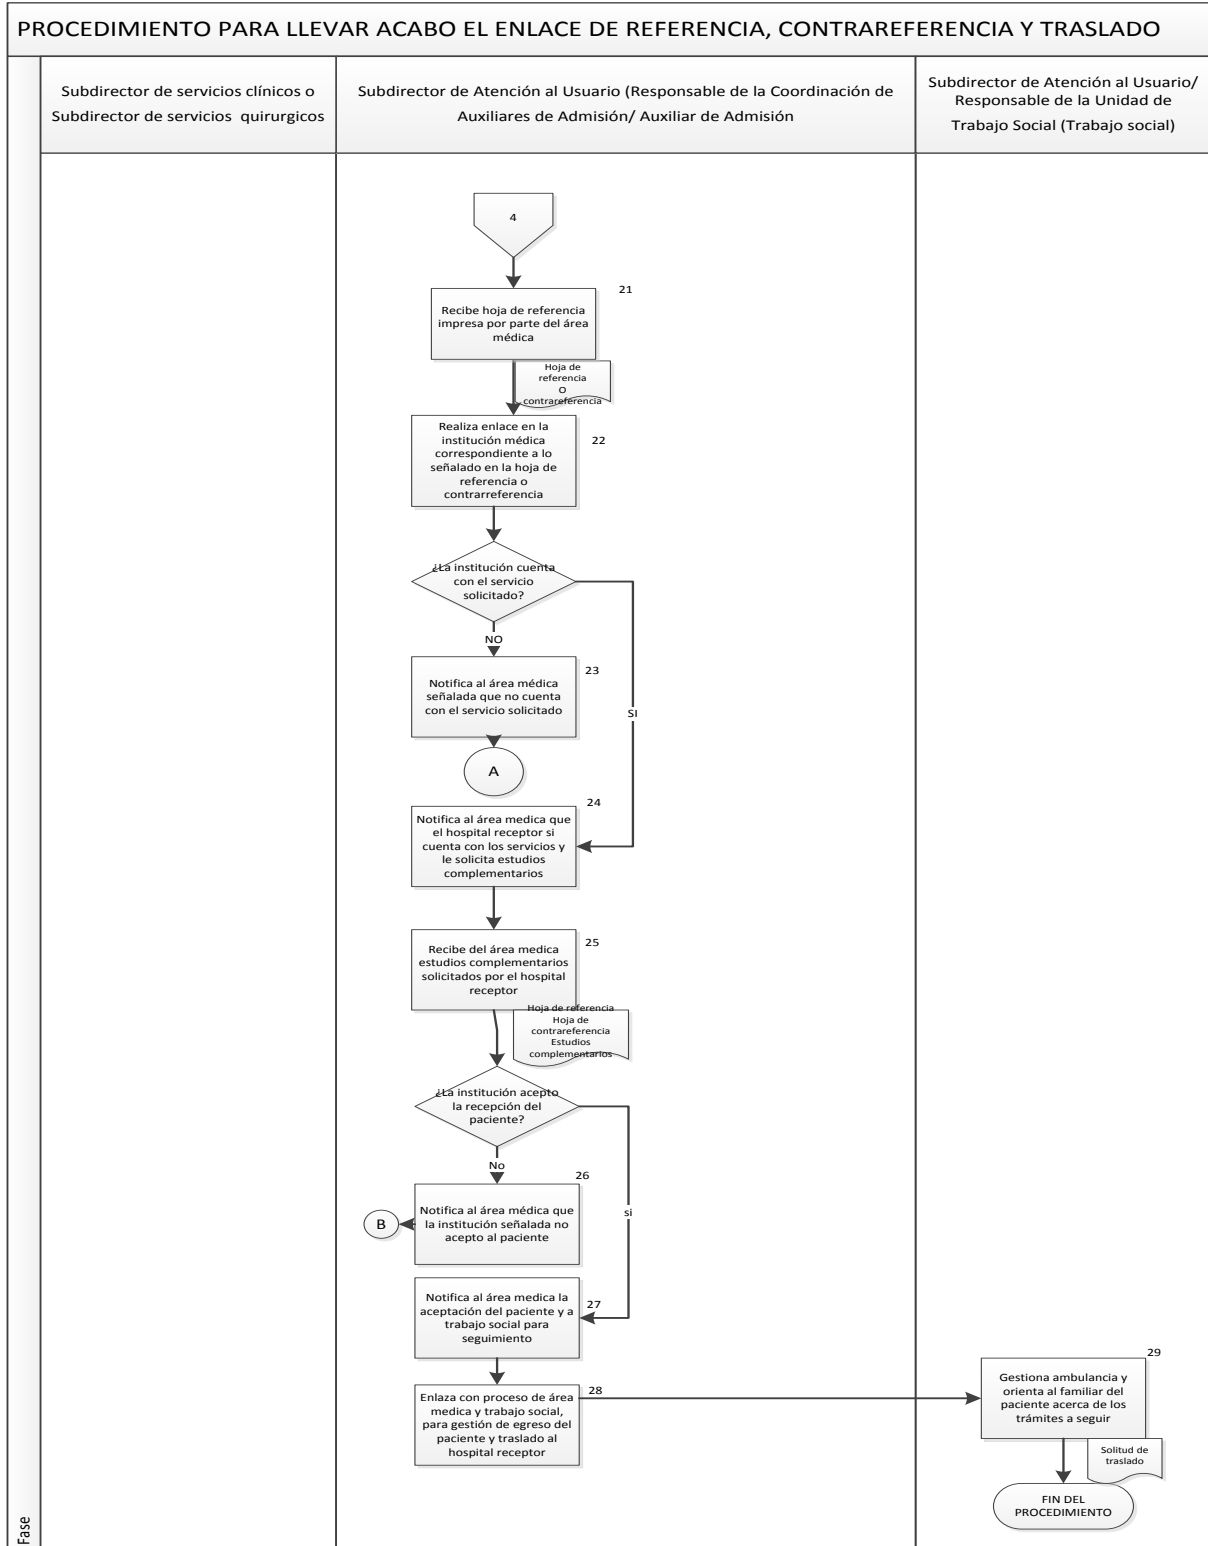 PROCEDIMIENTO PARA LLEVAR ACABO EL ENLACE DE REFERENCIA, CONTRAREFERENCIA Y TRASLADO
Subdirector de servicios clínicos o
Subdirector de servicios quirurgicos
Subdirector de Atención al Usuario (Responsable de la Coordinación de
Auxiliares de Admisión/ Auxiliar de Admisión
Subdirector de Atención al Usuario/
Responsable de la Unidad de
Trabajo Social (Trabajo social)
4
21
Recibe hoja de referencia
impresa por parte del área
médica
Hoja de
referencia
O
contrareferencia
22
Realiza enlace en la
institución médica
correspondiente a lo
señalado en la hoja de
referencia o
contrarreferencia
¿La institución cuenta
con el servicio
solicitado?
NO
SI
23
Notifica al área médica
señalada que no cuenta
con el servicio solicitado
A
24
Notifica al área medica que
el hospital receptor si
cuenta con los servicios y
le solicita estudios
complementarios
25
Recibe del área medica
estudios complementarios
solicitados por el hospital
receptor
Hoja de referencia
Hoja de
contrareferencia
Estudios
complementarios
¿La institución acepto
la recepción del
paciente?
No
si
26
Notifica al área médica que
la institución señalada no
acepto al paciente
B
27
Notifica al área medica la
aceptación del paciente y a
trabajo social para
seguimiento
28
Enlaza con proceso de área
medica y trabajo social,
para gestión de egreso del
paciente y traslado al
hospital receptor
29
Gestiona ambulancia y
orienta al familiar del
paciente acerca de los
trámites a seguir
Solitud de
traslado
FIN DEL
PROCEDIMIENTO
Fase